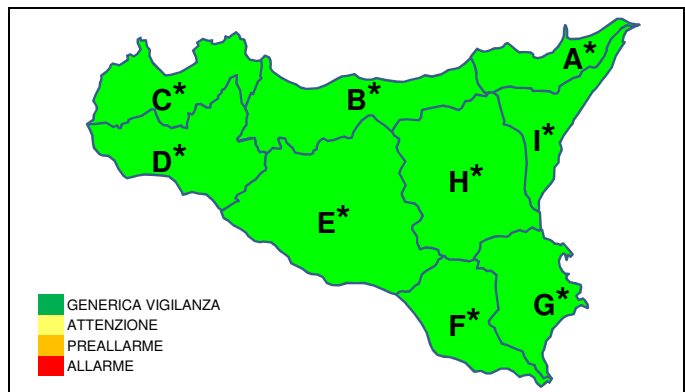 A*
C*
B*
I*
D*
H*
E*
G*
F*
GENERICA VIGILANZA
ATTENZIONE
PREALLARME
ALLARME